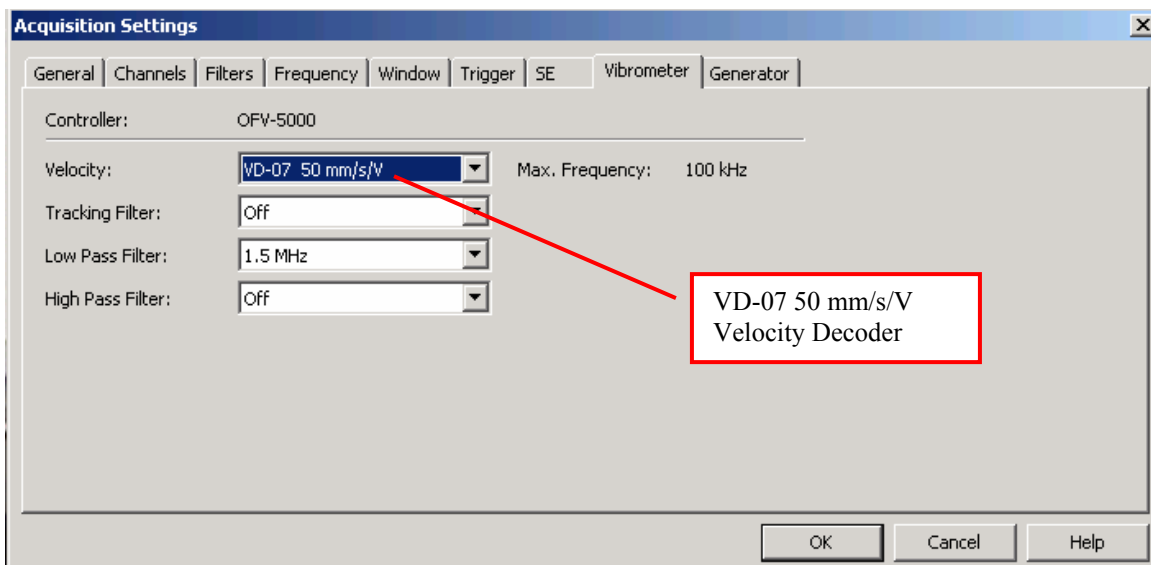 Acquisition Settings
General Channels Filters Frequency Window Trigger SE Vibrometer Generator
Controller: OFV-5000
Velocity: VD-07 50 mm/s/V Max. Frequency: 100 kHz
Tracking Filter: Off
Low Pass Filter: 1.5 MHz
High Pass Filter: Off
VD-07 50 mm/s/V
Velocity Decoder
OK Cancel Help